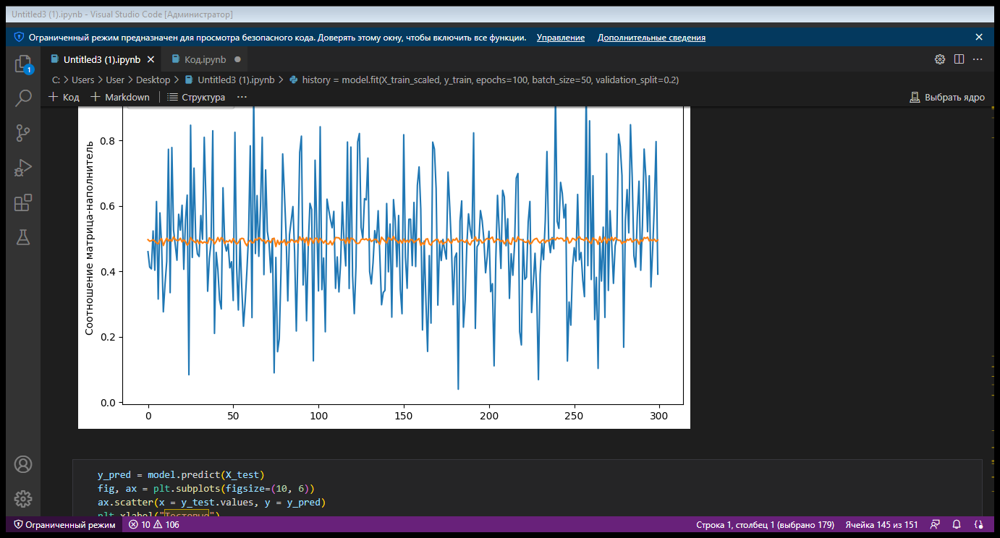 Untitled3 (1).ipynb - Visual Studio Code [Администратор]
Ограниченный режим предназначен для просмотра безопасного кода. Доверять этому окну, чтобы включить все функции. Управление Дополнительные сведения
1
Untitled3 (1).ipynb Код.ipynb
C: > Users > User > Desktop > Untitled3 (1).ipynb > history = model.fit(X_train_scaled, y_train, epochs=100, batch_size=50, validation_split=0.2)
+ Код + Markdown Структура ...
Выбрать ядро
Соотношение матрица-наполнитель
0.8
0.6
0.4
0.2
0.0
0 50 100 150 200 250 300
y_pred = model.predict(X_test)
fig, ax = plt.subplots(figsize=(10, 6))
ax.scatter(x = y_test.values, y = y_pred)
plt.xlabel("Тестовые")
Ограниченный режим 10 106 Строка 1, столбец 1 (выбрано 179) Ячейка 145 из 151